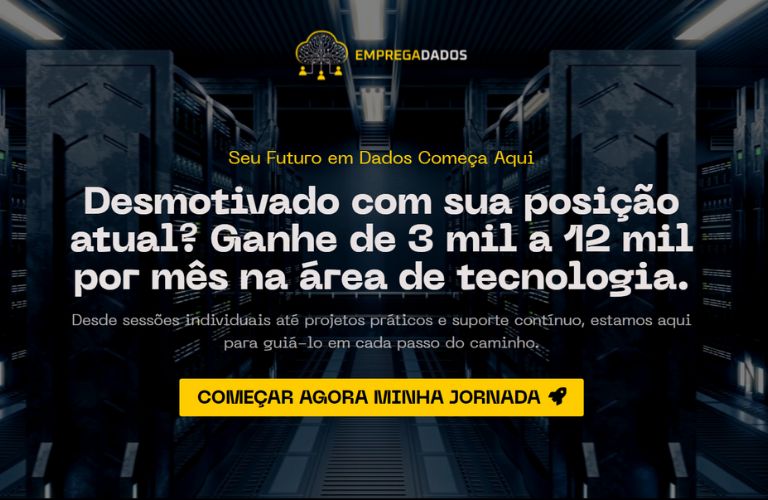 EMPREGADADOS
Seu Futuro em Dados Começa Aqui
Desmotivado com sua posição
atual? Ganhe de 3 mil a 12 mil
por mês na área de tecnologia.
Desde sessões individuais até projetos práticos e suporte contínuo, estamos aqui
para guiá-lo em cada passo do caminho.
COMEÇAR AGORA MINHA JORNADA